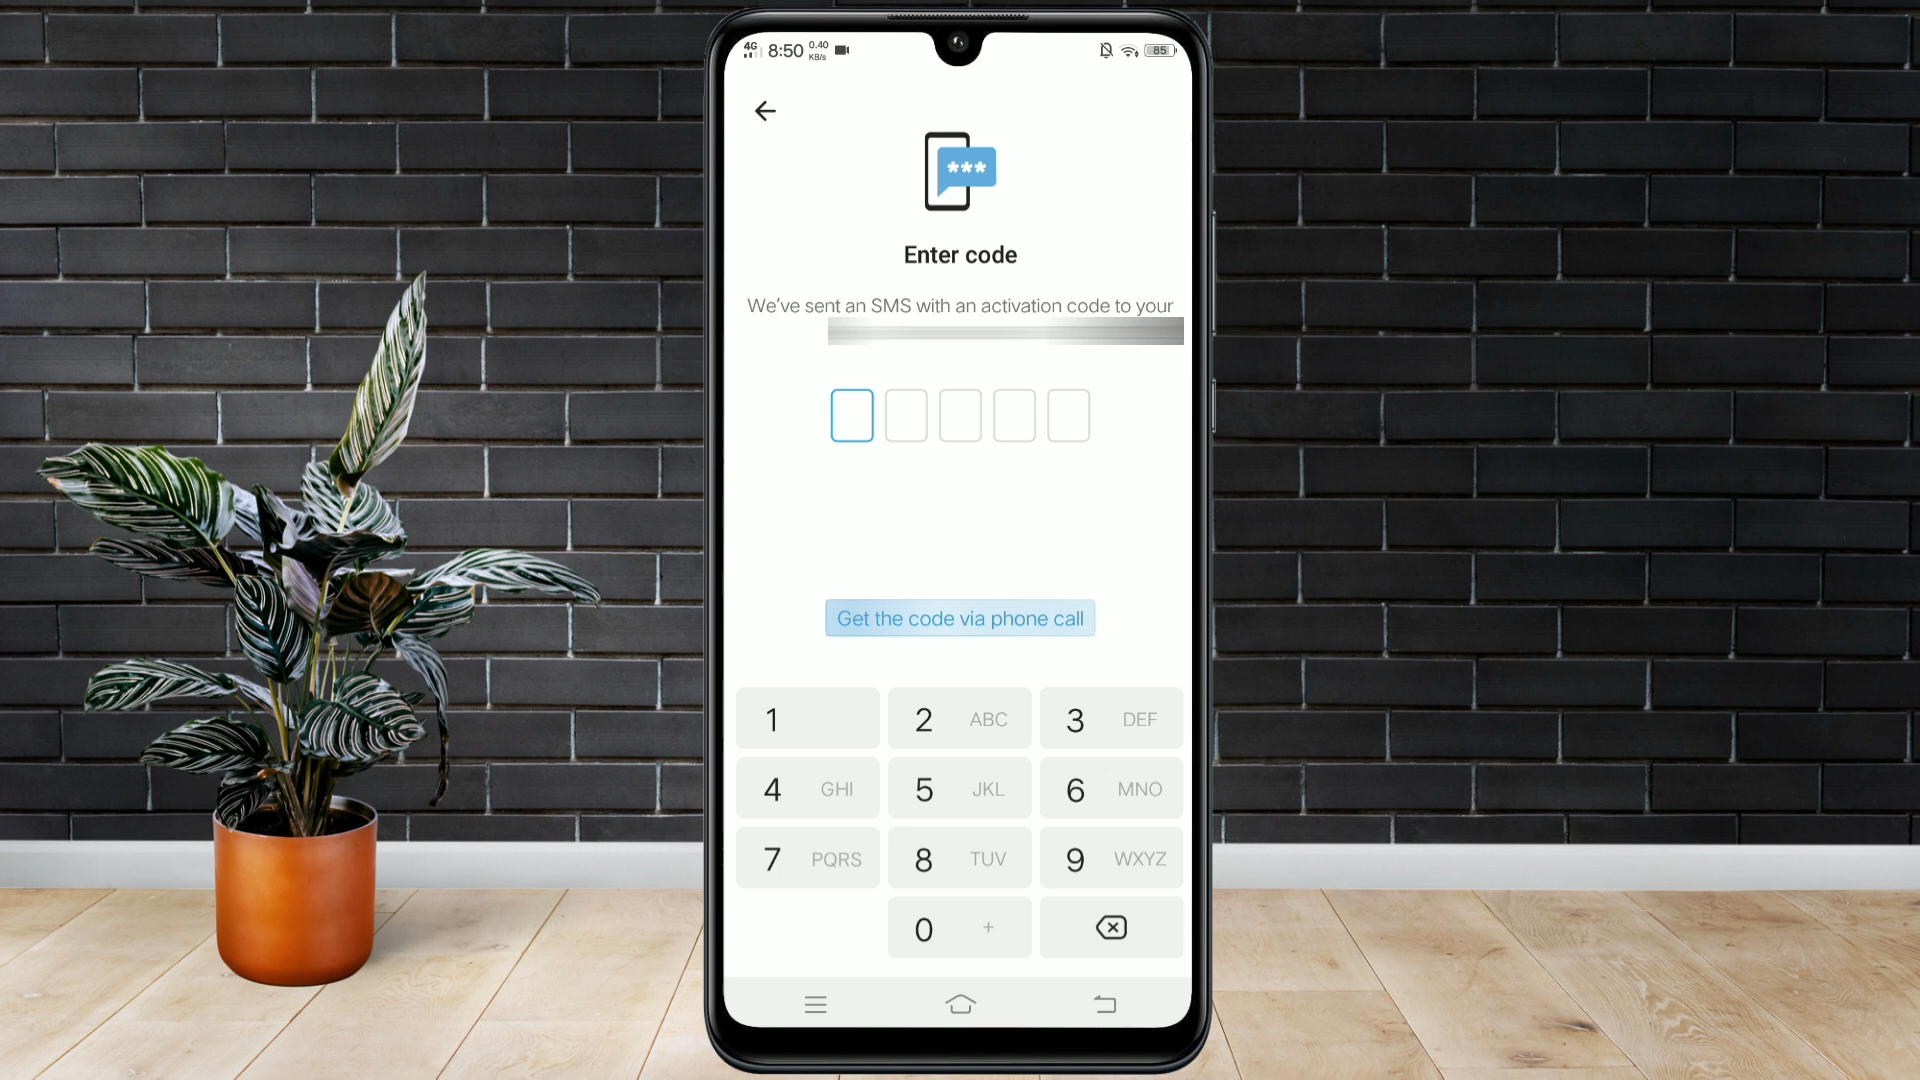 4G 8:50 0.40 KB/s 85
***
Enter code
We've sent an SMS with an activation code to your
Get the code via phone call
1 2 ABC 3 DEF
4 GHI 5 JKL 6 MNO
7 PQRS 8 TUV 9 WXYZ
0 +